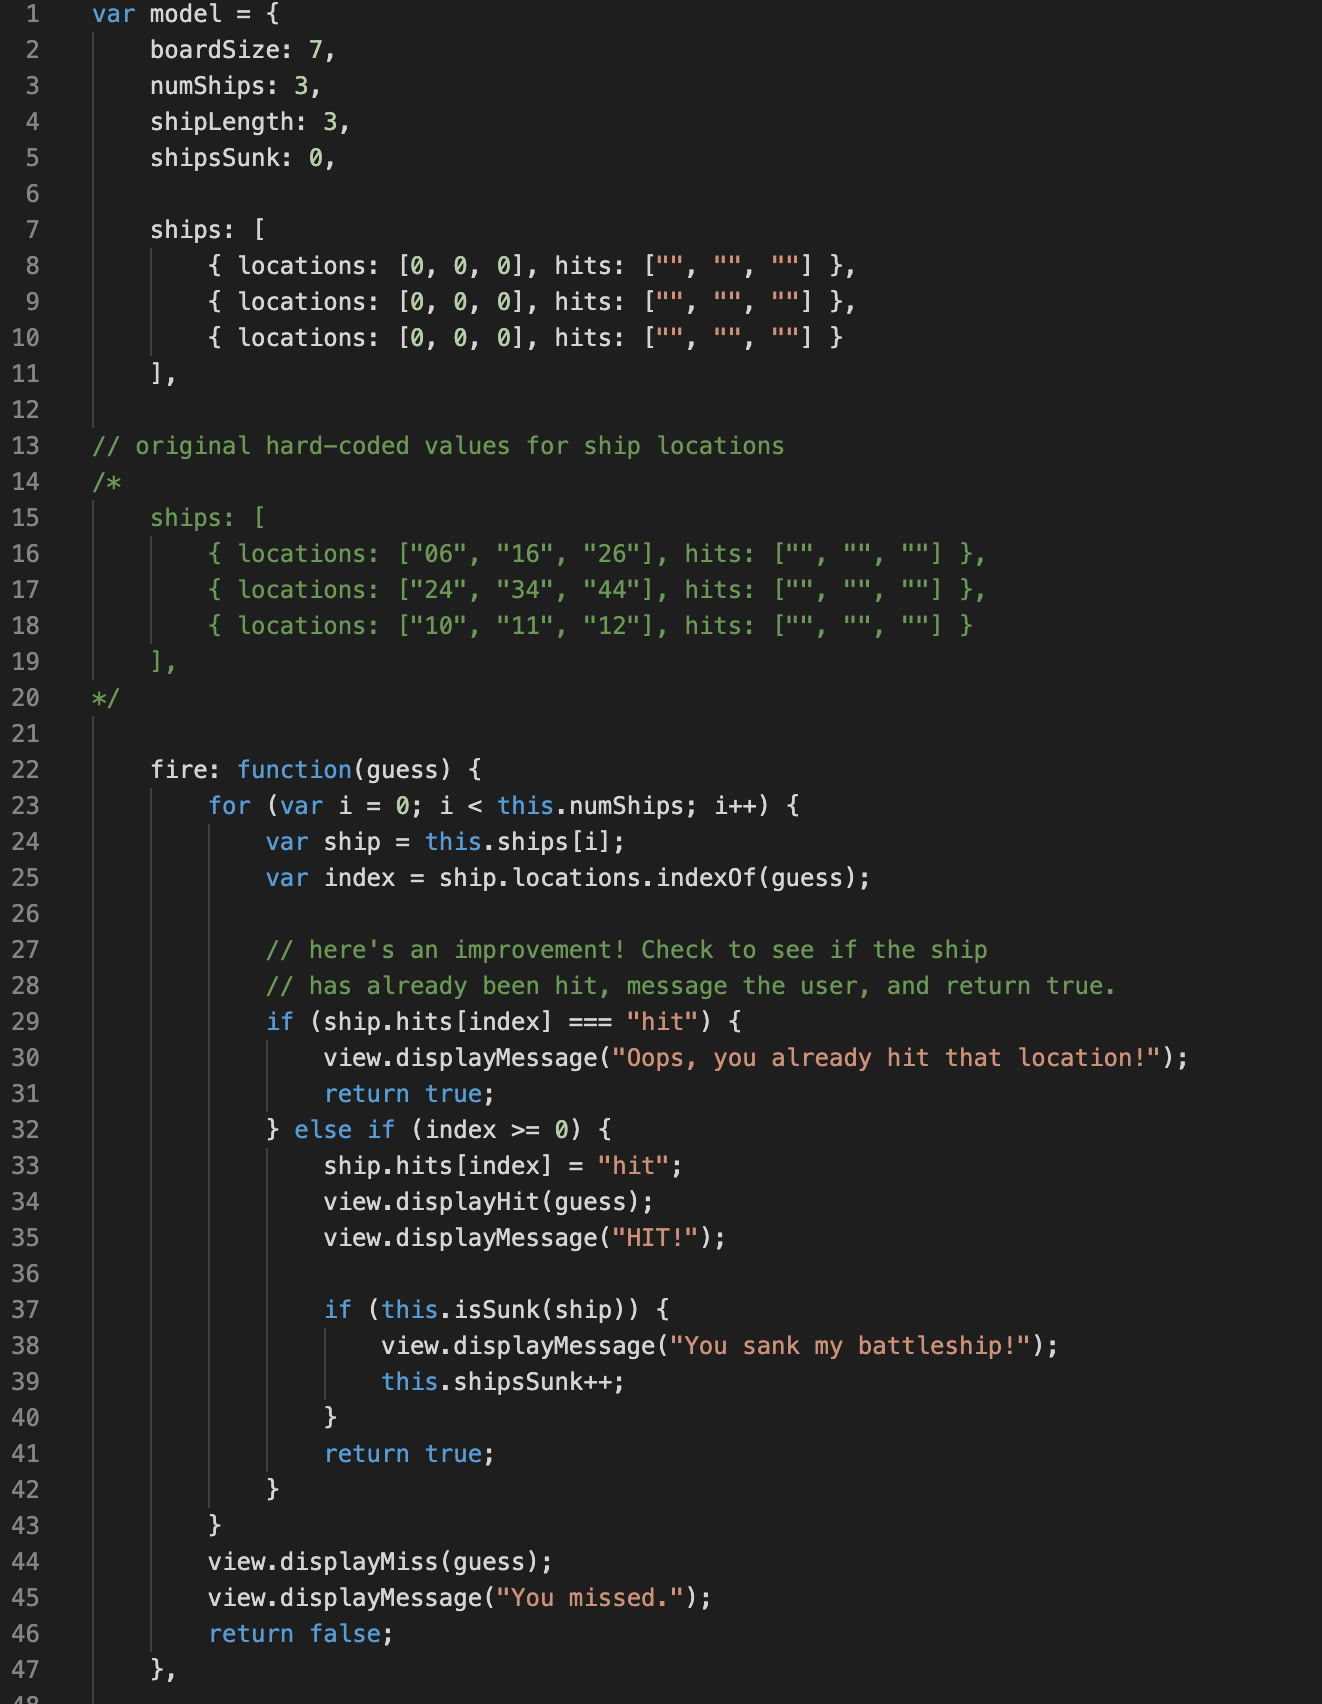 1 var model = {
2 boardSize: 7,
3 numShips: 3,
4 shipLength: 3,
5 shipsSunk: 0,
6
7 ships: [
8 { locations: [0, 0, 0], hits: ["", "", ""] },
9 { locations: [0, 0, 0], hits: ["", "", ""] },
10 { locations: [0, 0, 0], hits: ["", "", ""] }
11 ],
12
13 // original hard-coded values for ship locations
14 /*
15 ships: [
16 { locations: ["06", "16", "26"], hits: ["", "", ""] },
17 { locations: ["24", "34", "44"], hits: ["", "", ""] },
18 { locations: ["10", "11", "12"], hits: ["", "", ""] }
19 ],
20 */
21
22 fire: function(guess) {
23 for (var i = 0; i < this.numShips; i++) {
24 var ship = this.ships[i];
25 var index = ship.locations.indexOf(guess);
26
27 // here's an improvement! Check to see if the ship
28 // has already been hit, message the user, and return true.
29 if (ship.hits[index] === "hit") {
30 view.displayMessage("Oops, you already hit that location!");
31 return true;
32 } else if (index >= 0) {
33 ship.hits[index] = "hit";
34 view.displayHit(guess);
35 view.displayMessage("HIT!");
36
37 if (this.isSunk(ship)) {
38 view.displayMessage("You sank my battleship!");
39 this.shipsSunk++;
40 }
41 return true;
42 }
43 }
44 view.displayMiss(guess);
45 view.displayMessage("You missed.");
46 return false;
47 },
48